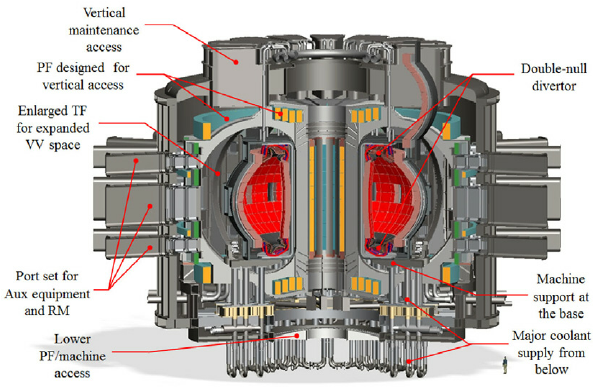 Vertical
maintenance
access
PF designed for
vertical access
Enlarged TF
for expanded
VV space
Port set for
Aux equipment
and RM
Lower
PF/machine
access
Double-null
divertor
Machine
support at
the base
Major coolant
supply from
below